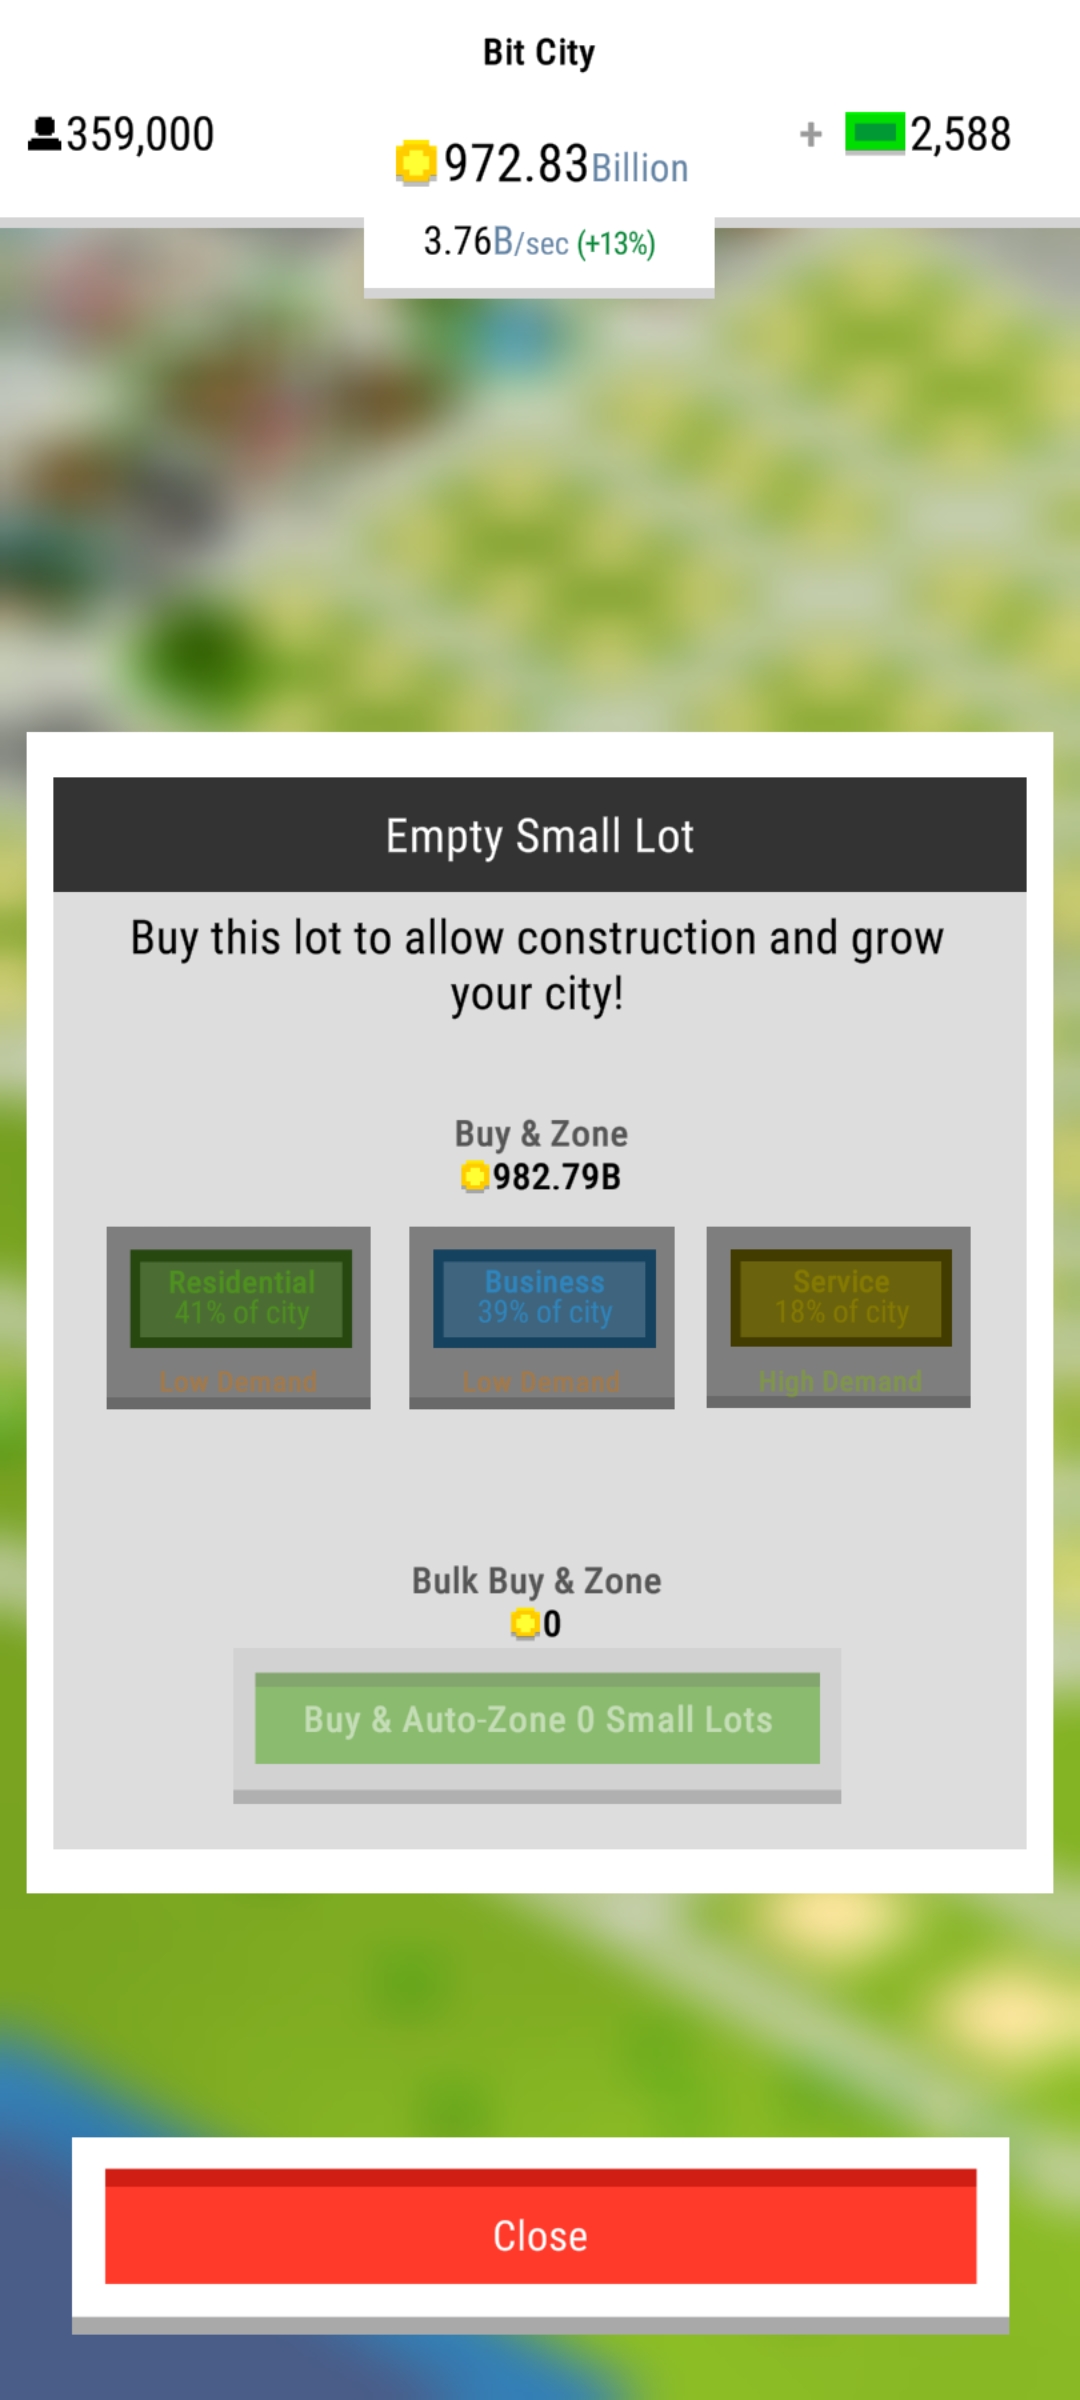 Bit City
359,000
972.83Billion
+ 2,588
3.76B/sec (+13%)
Empty Small Lot
Buy this lot to allow construction and grow
your city!
Buy & Zone
982.79B
Residential
41% of city
Low Demand
Business
39% of city
Low Demand
Service
18% of city
High Demand
Bulk Buy & Zone
0
Buy & Auto-Zone 0 Small Lots
Close